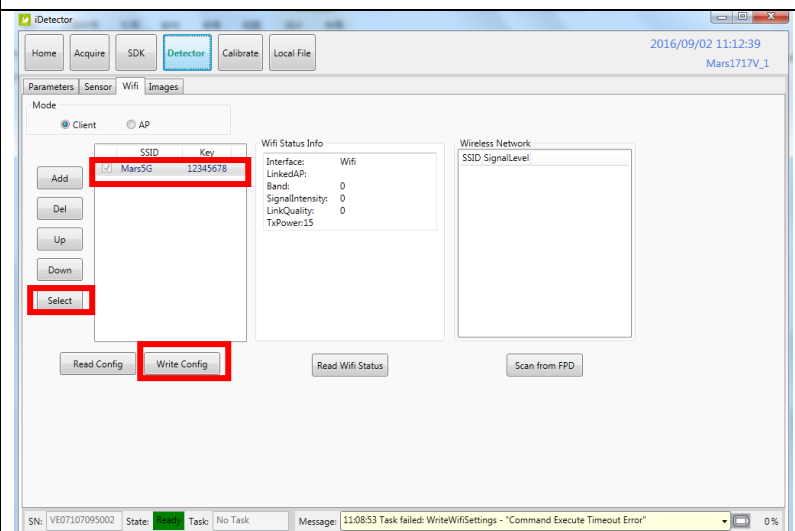 iDetector
Home Acquire SDK Detector Calibrate Local File
2016/09/02 11:12:39
Mars1717V_1
Parameters Sensor Wifi Images
Mode
Client AP
SSID Key
Mars5G 12345678
Add
Del
Up
Down
Select
Read Config Write Config
Wifi Status Info
Interface: Wifi
LinkedAP:
Band: 0
SignalIntensity: 0
LinkQuality: 0
TxPower:15
Read Wifi Status
Wireless Network
SSID SignalLevel
Scan from FPD
SN: VE07107095002 State: Ready Task: No Task Message: 11:08:53 Task failed: WriteWifiSettings - "Command Execute Timeout Error" 0%